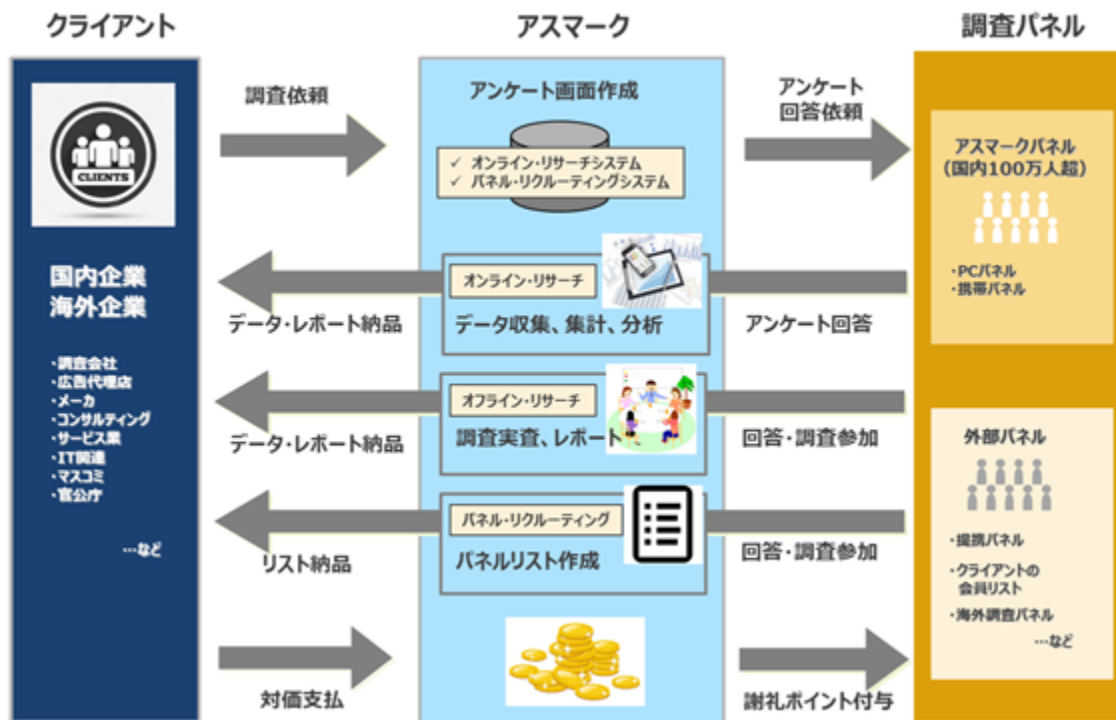 クライアント
アスマーク
調査パネル
CLIENTS
国内企業
海外企業
・調査会社
・広告代理店
・メーカ
・コンサルティング
・サービス業
・IT関連
・マスコミ
・官公庁
…など
調査依頼
データ・レポート納品
データ・レポート納品
リスト納品
対価支払
アンケート画面作成
✓ オンライン・リサーチシステム
✓ パネル・リクルーティングシステム
オンライン・リサーチ
データ収集、集計、分析
オフライン・リサーチ
調査実査、レポート
パネル・リクルーティング
パネルリスト作成
アンケート
回答依頼
アンケート回答
回答・調査参加
回答・調査参加
謝礼ポイント付与
アスマークパネル
（国内100万人超）
・PCパネル
・携帯パネル
外部パネル
・提携パネル
・クライアントの
会員リスト
・海外調査パネル
…など